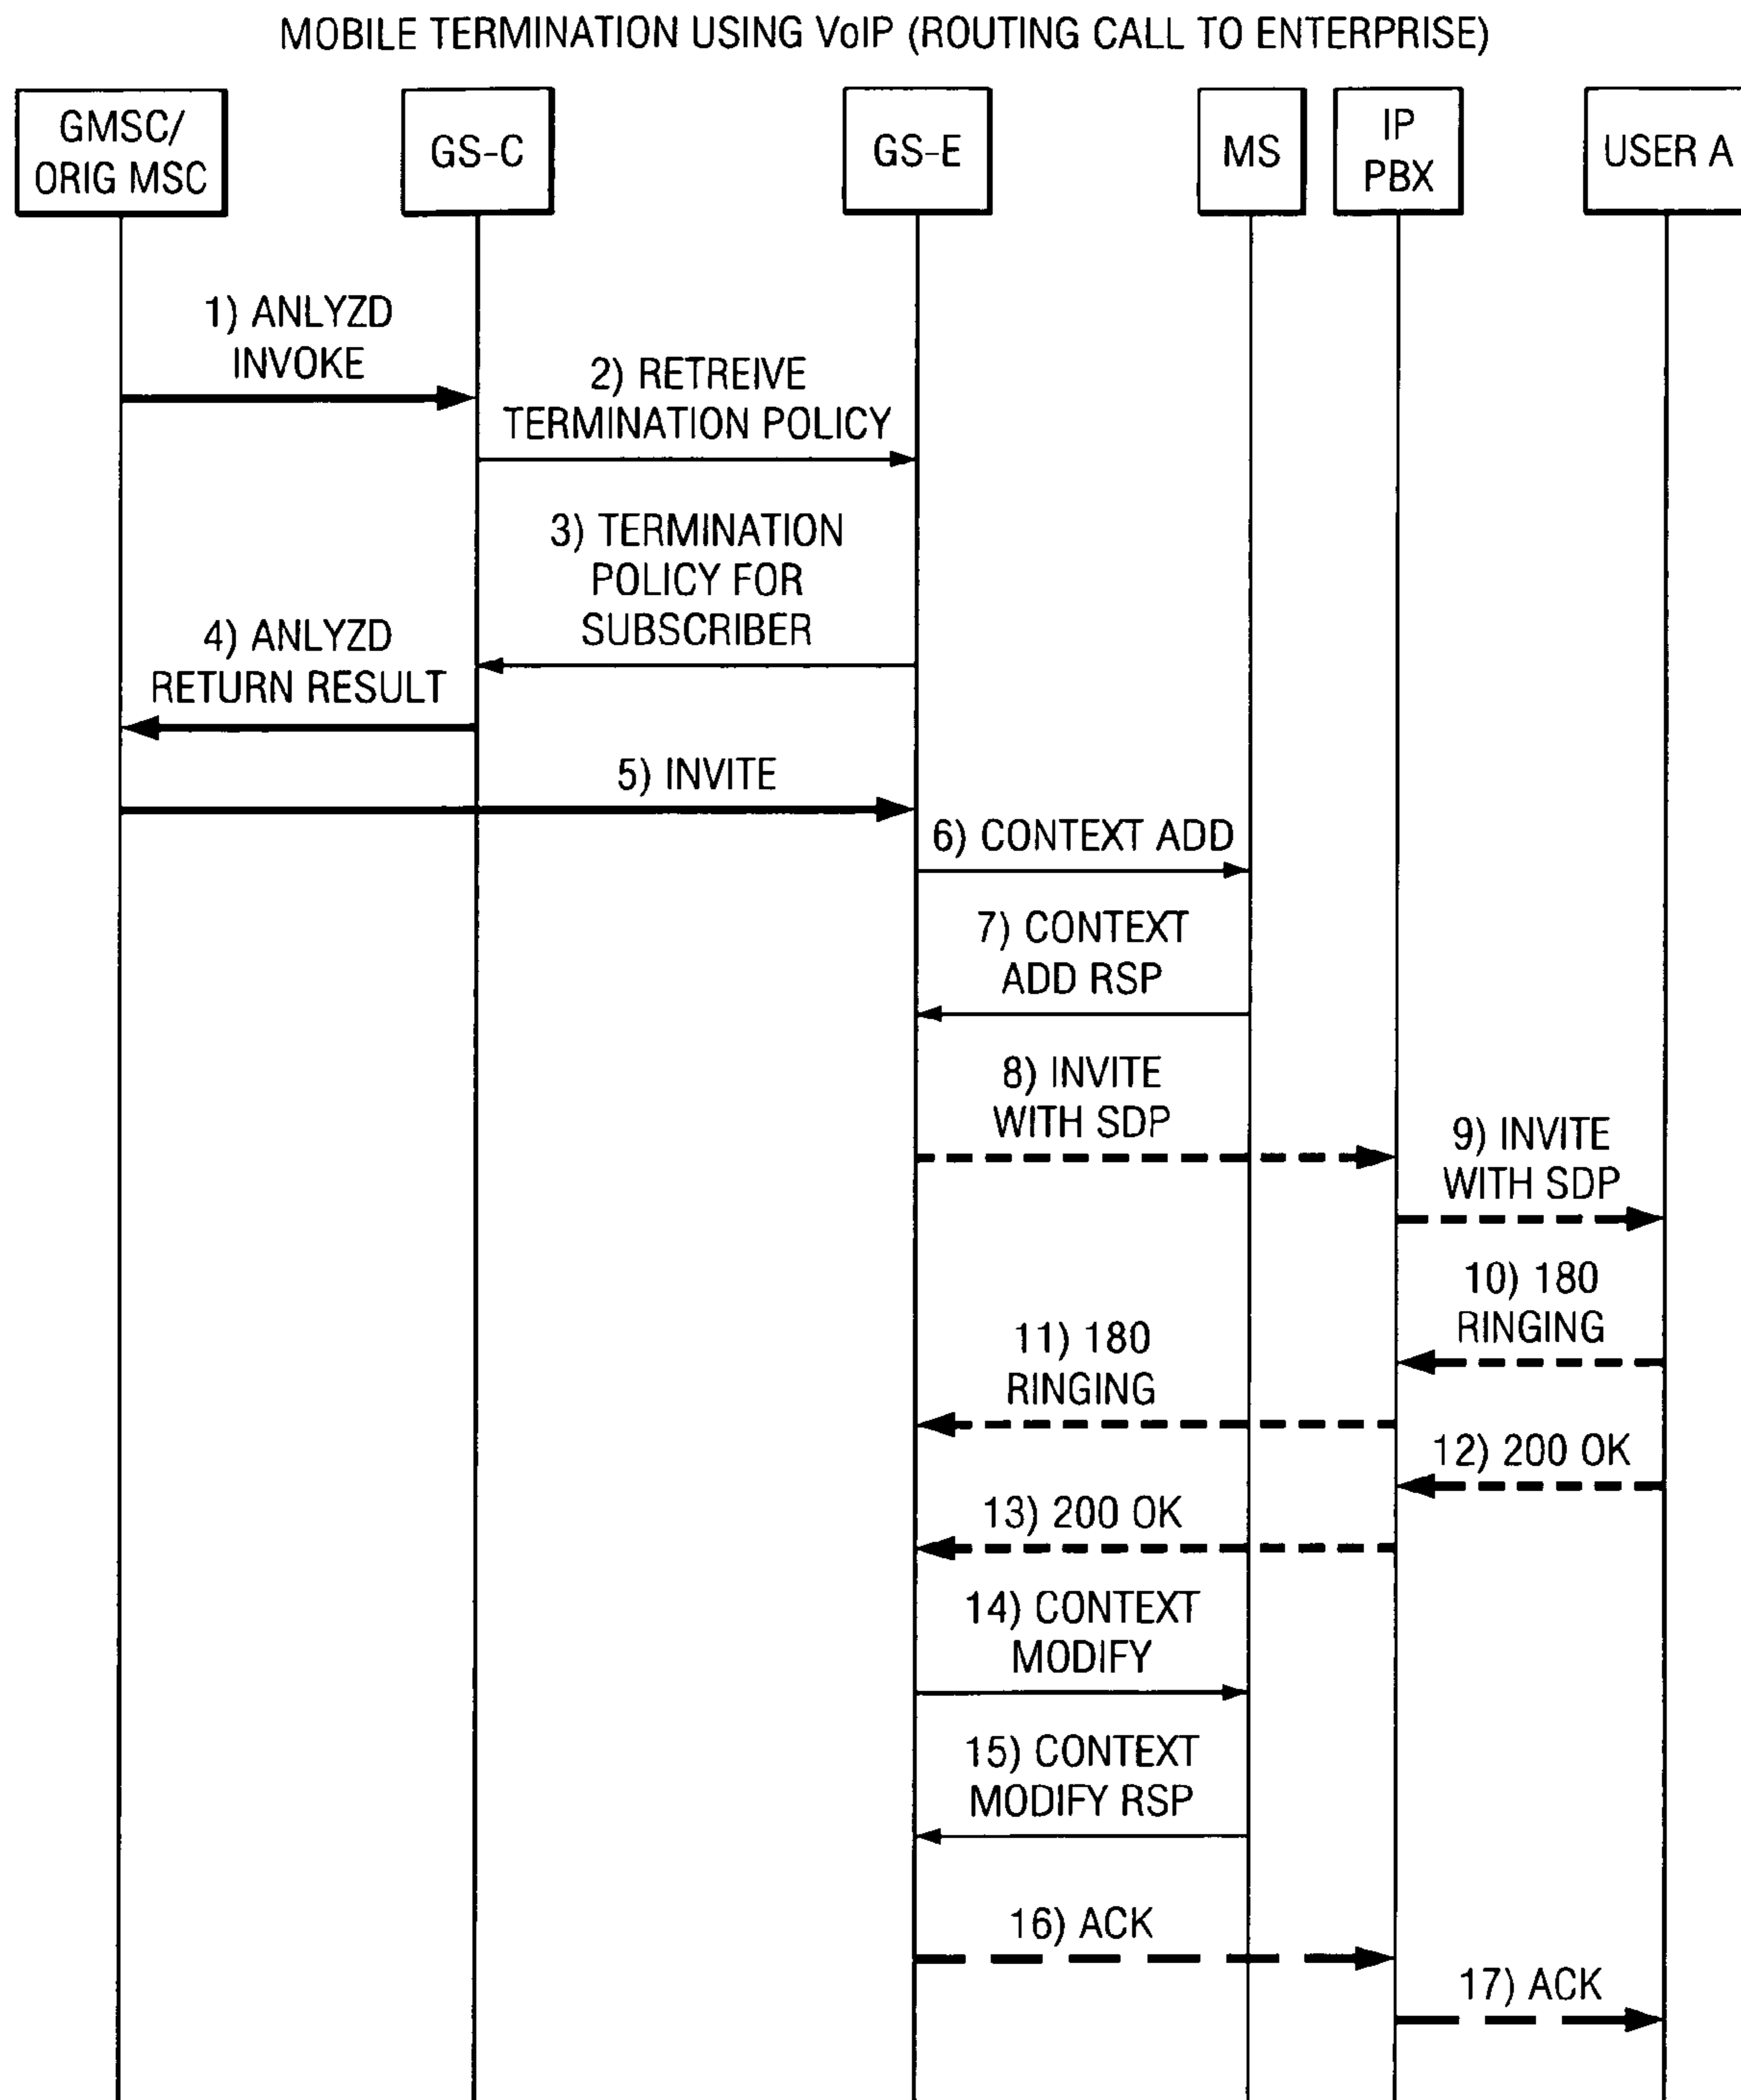 MOBILE TERMINATION USING VoIP (ROUTING CALL TO ENTERPRISE)
GMSC/
ORIG MSC
GS-C
GS-E
MS
IP
PBX
USER A
1) ANLYZD
INVOKE
2) RETREIVE
TERMINATION POLICY
3) TERMINATION
POLICY FOR
SUBSCRIBER
4) ANLYZD
RETURN RESULT
5) INVITE
6) CONTEXT ADD
7) CONTEXT
ADD RSP
8) INVITE
WITH SDP
9) INVITE
WITH SDP
10) 180
RINGING
11) 180
RINGING
12) 200 OK
13) 200 OK
14) CONTEXT
MODIFY
15) CONTEXT
MODIFY RSP
16) ACK
17) ACK